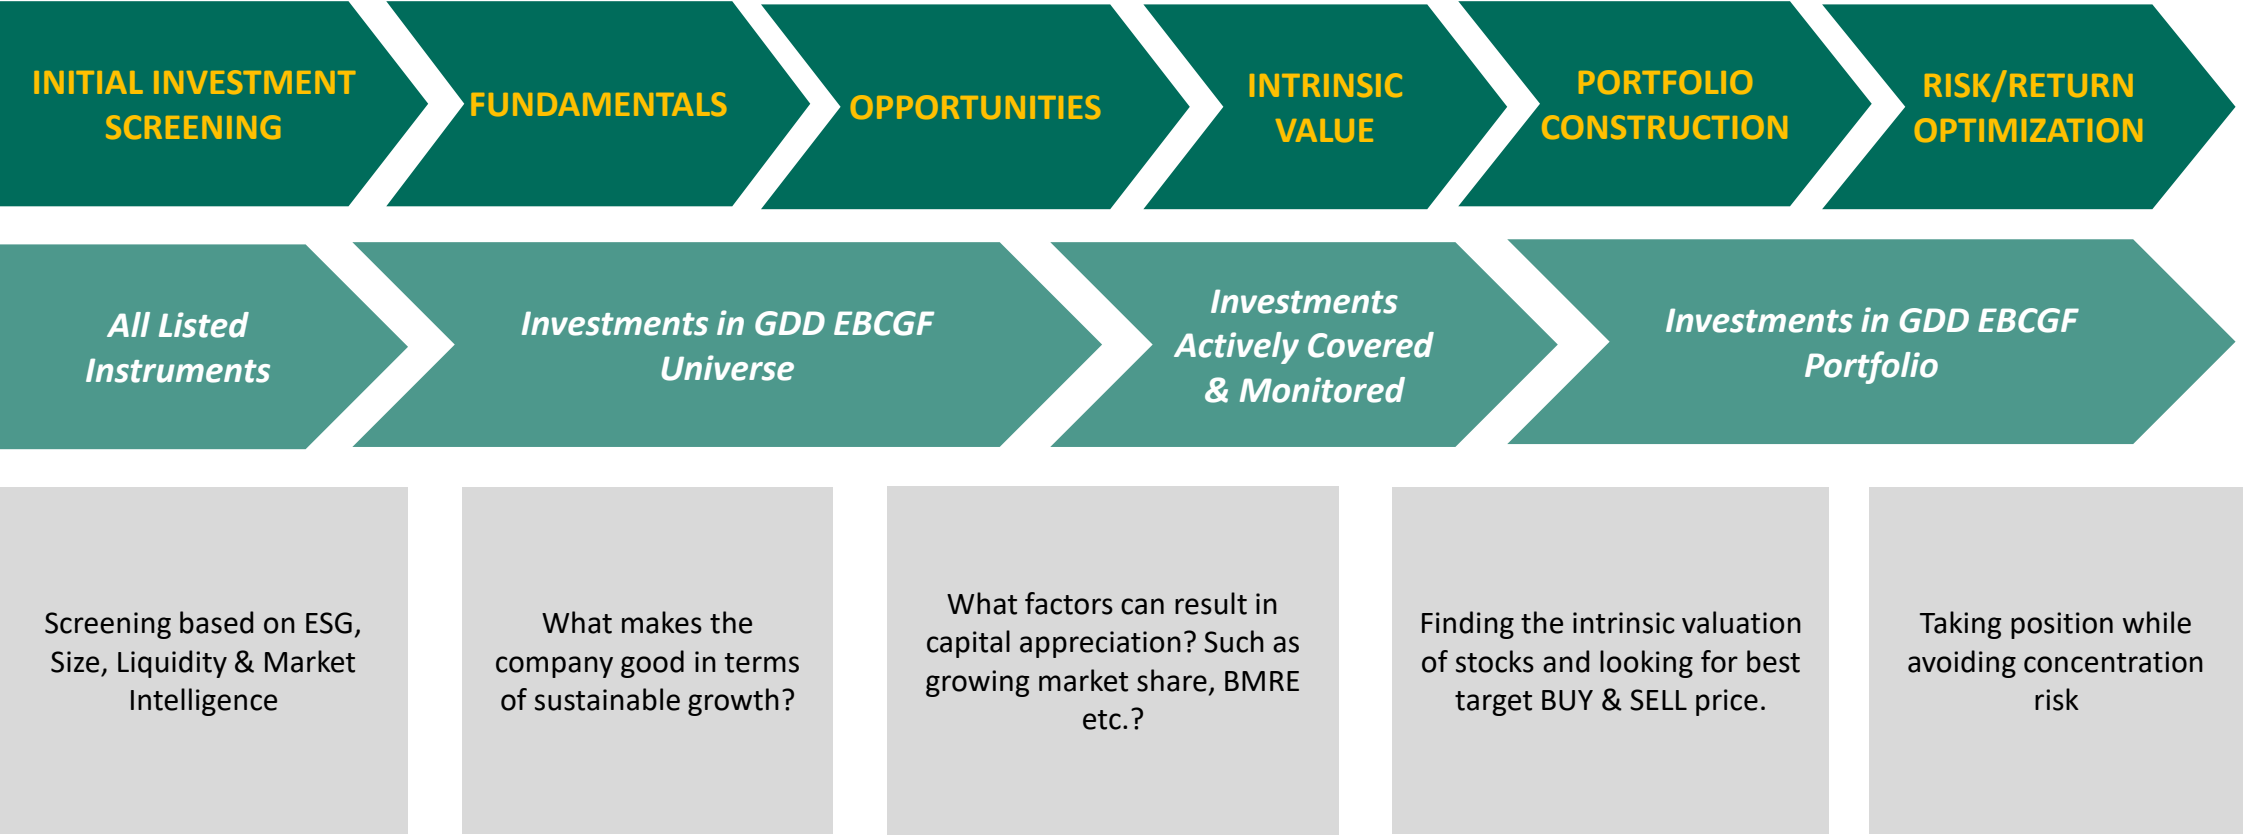 INITIAL INVESTMENT
SCREENING
FUNDAMENTALS
OPPORTUNITIES
INTRINSIC
VALUE
PORTFOLIO
CONSTRUCTION
RISK/RETURN
OPTIMIZATION
All Listed
Instruments
Investments in GDD EBCGF
Universe
Investments
Actively Covered
& Monitored
Investments in GDD EBCGF
Portfolio
Screening based on ESG,
Size, Liquidity & Market
Intelligence
What makes the
company good in terms
of sustainable growth?
What factors can result in
capital appreciation? Such as
growing market share, BMRE
etc.?
Finding the intrinsic valuation
of stocks and looking for best
target BUY & SELL price.
Taking position while
avoiding concentration
risk